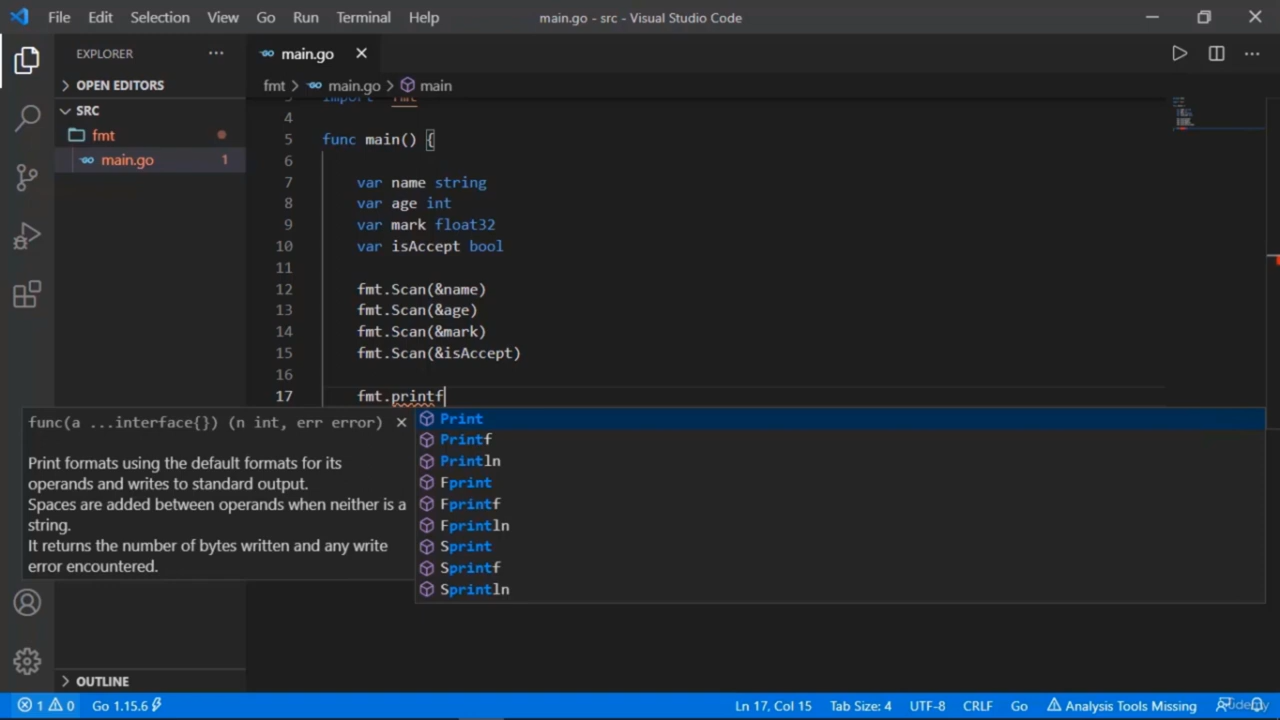 File Edit Selection View Go Run Terminal Help main.go - src - Visual Studio Code
EXPLORER ···
OPEN EDITORS
SRC
fmt
main.go 1
main.go
fmt > main.go > main
3 import "fmt"
4
5 func main() {
6
7 var name string
8 var age int
9 var mark float32
10 var isAccept bool
11
12 fmt.Scan(&name)
13 fmt.Scan(&age)
14 fmt.Scan(&mark)
15 fmt.Scan(&isAccept)
16
17 fmt.printf
func(a ...interface{}) (n int, err error)
Print formats using the default formats for its
operands and writes to standard output.
Spaces are added between operands when neither is a
string.
It returns the number of bytes written and any write
error encountered.
Print
Printf
Println
Fprint
Fprintf
Fprintln
Sprint
Sprintf
Sprintln
OUTLINE
1 0 Go 1.15.6 Ln 17, Col 15 Tab Size: 4 UTF-8 CRLF Go Analysis Tools Missing
Udemy